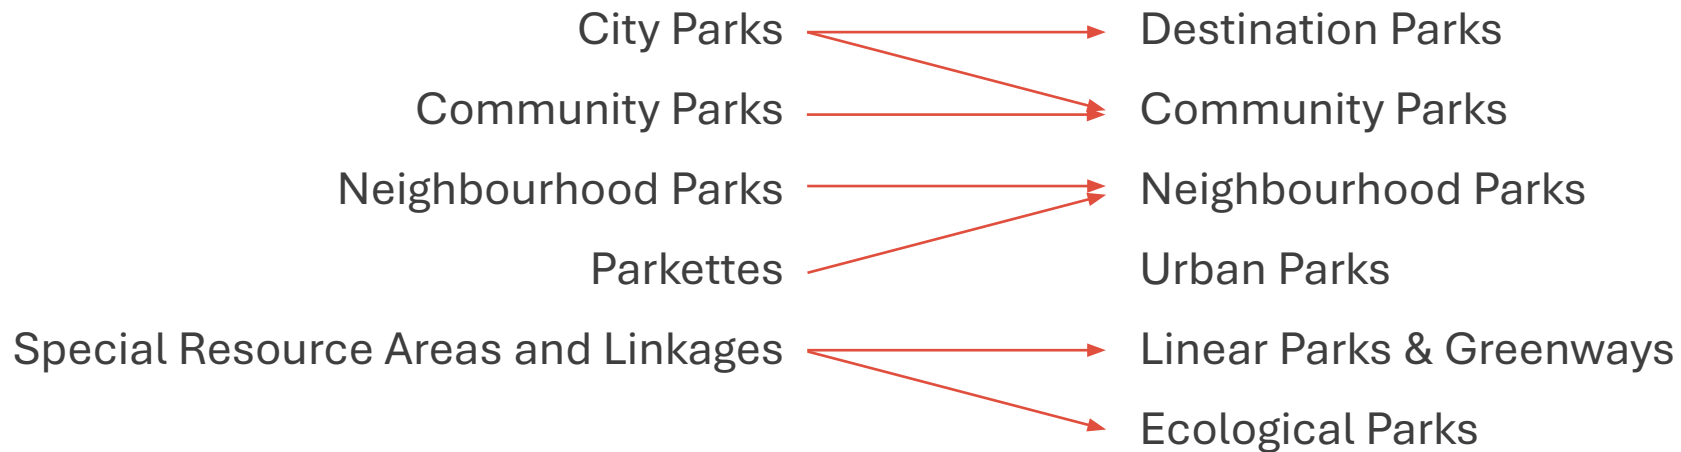 City Parks Destination Parks
Community Parks Community Parks
Neighbourhood Parks Neighbourhood Parks
Parkettes Urban Parks
Special Resource Areas and Linkages Linear Parks & Greenways
Ecological Parks